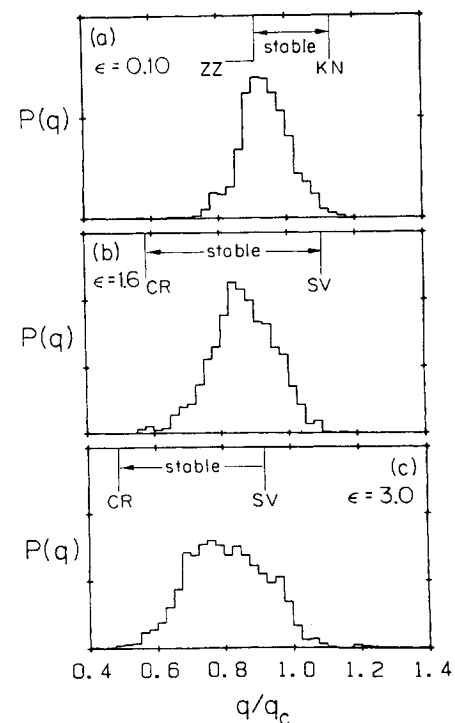 (a)
stable
ZZ
KN
ϵ = 0.10
P(q)
(b)
stable
ϵ = 1.6
CR
SV
P(q)
stable
(c)
CR
SV
ϵ = 3.0
P(q)
0.4 0.6 0.8 1.0 1.2 1.4
q/qc